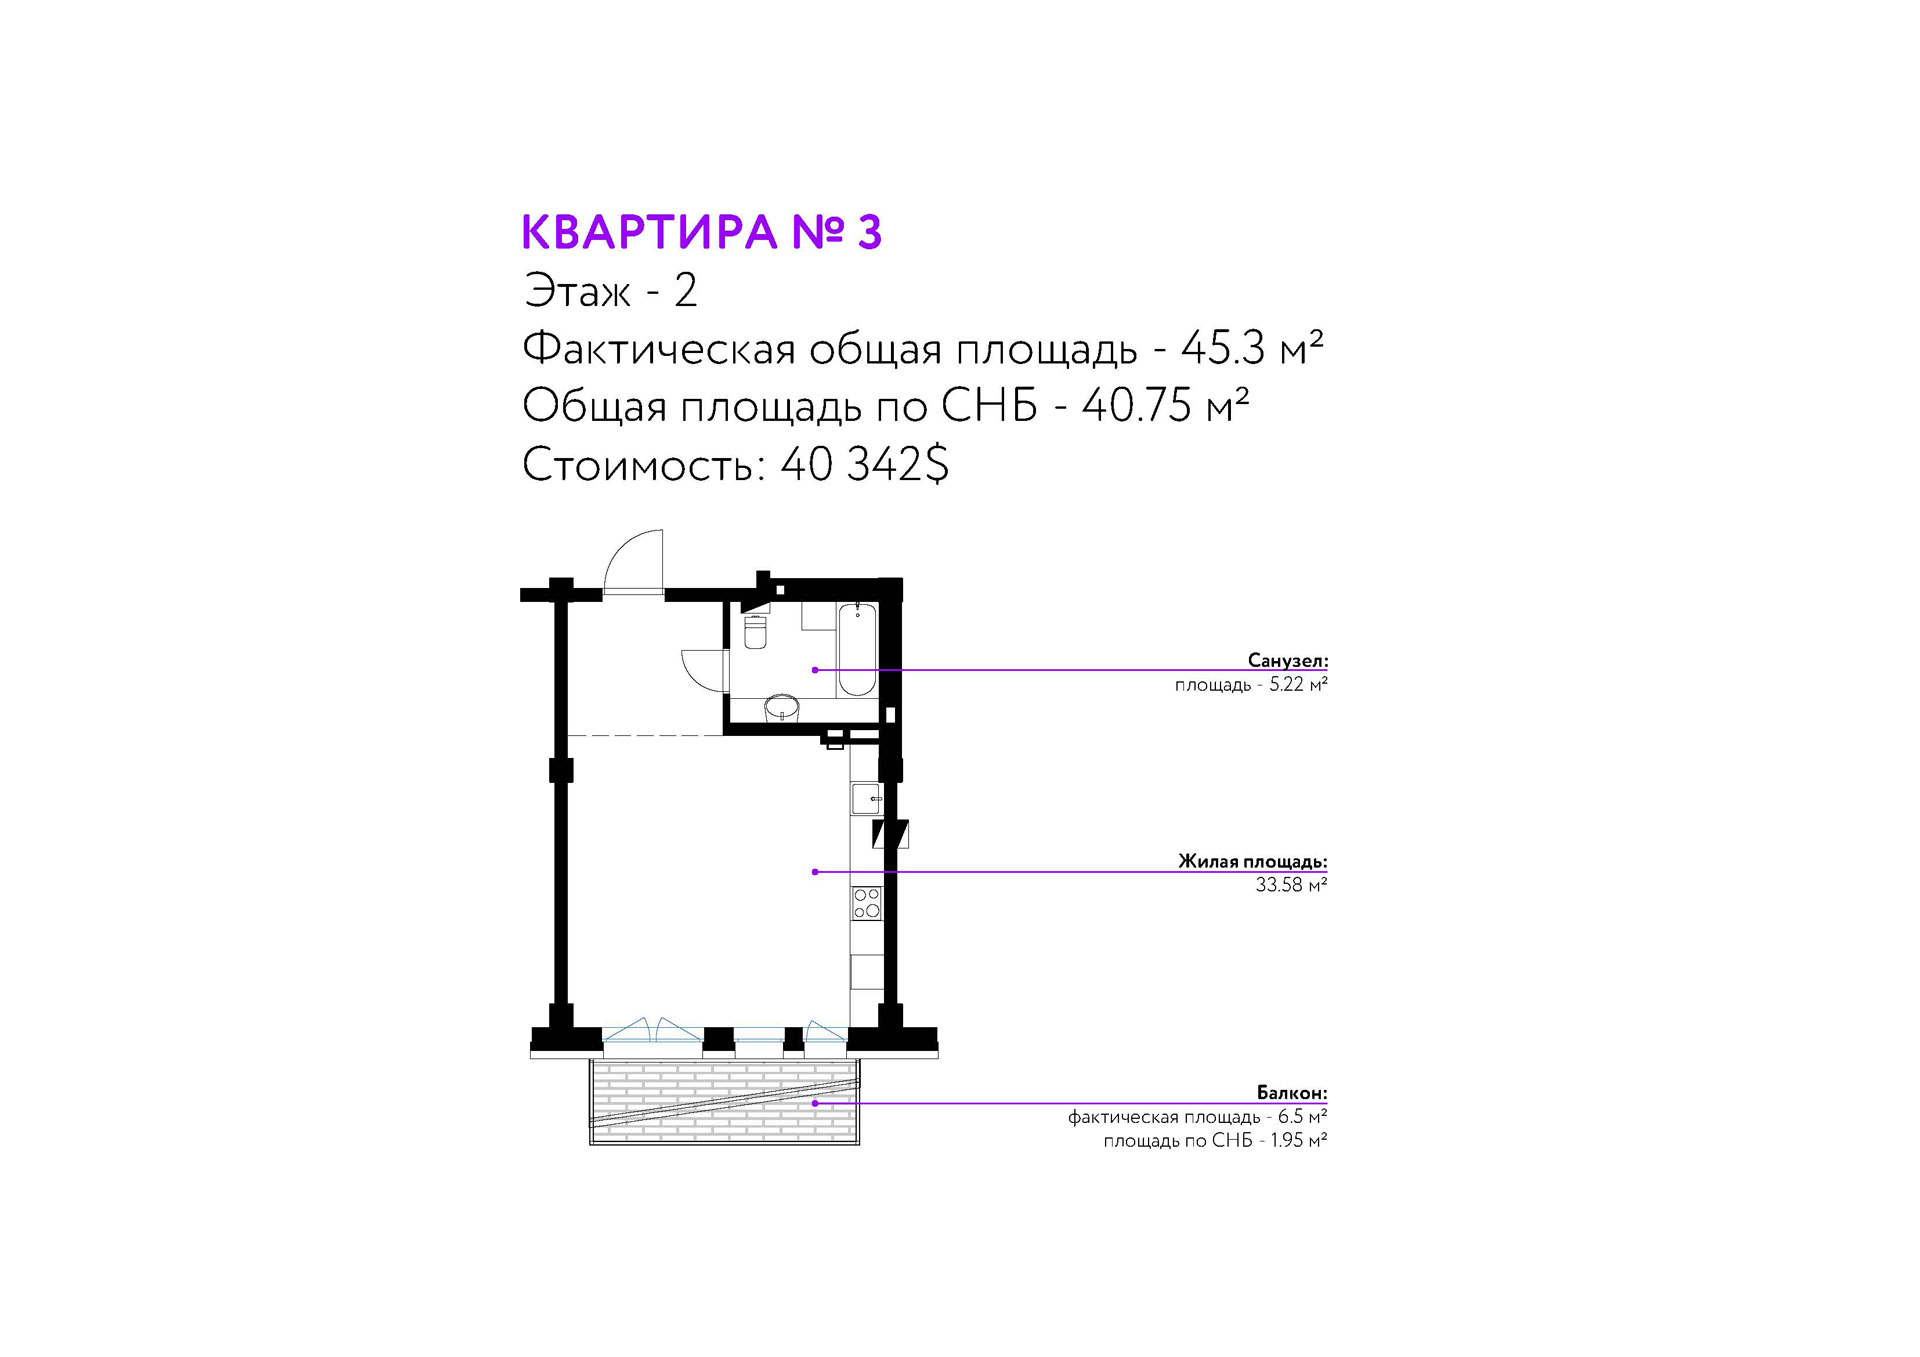 КВАРТИРА № 3
Этаж - 2
Фактическая общая площадь - 45.3 м²
Общая площадь по СНБ - 40.75 м²
Стоимость: 40 342$
Санузел:
площадь - 5.22 м²
Жилая площадь:
33.58 м²
Балкон:
фактическая площадь - 6.5 м²
площадь по СНБ - 1.95 м²